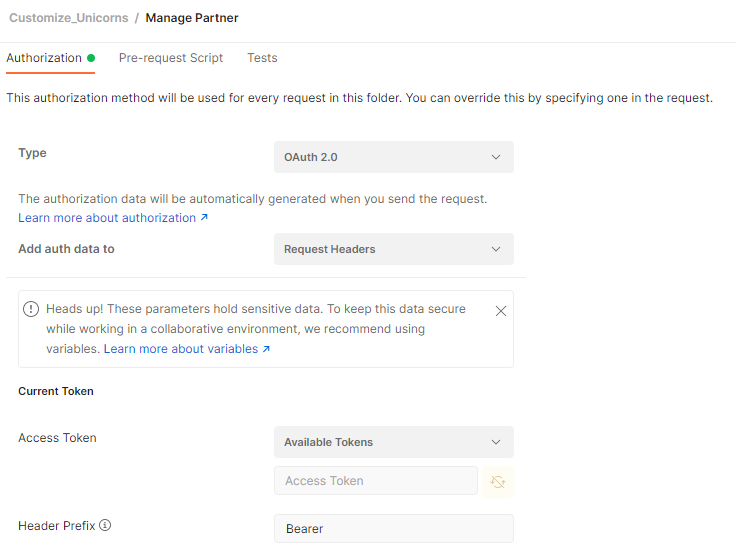 Customize_Unicorns / Manage Partner
Authorization Pre-request Script Tests
This authorization method will be used for every request in this folder. You can override this by specifying one in the request.
Type OAuth 2.0
The authorization data will be automatically generated when you send the request.
Learn more about authorization ↗
Add auth data to Request Headers
Heads up! These parameters hold sensitive data. To keep this data secure
while working in a collaborative environment, we recommend using
variables. Learn more about variables ↗
Current Token
Access Token Available Tokens
Access Token
Header Prefix Bearer